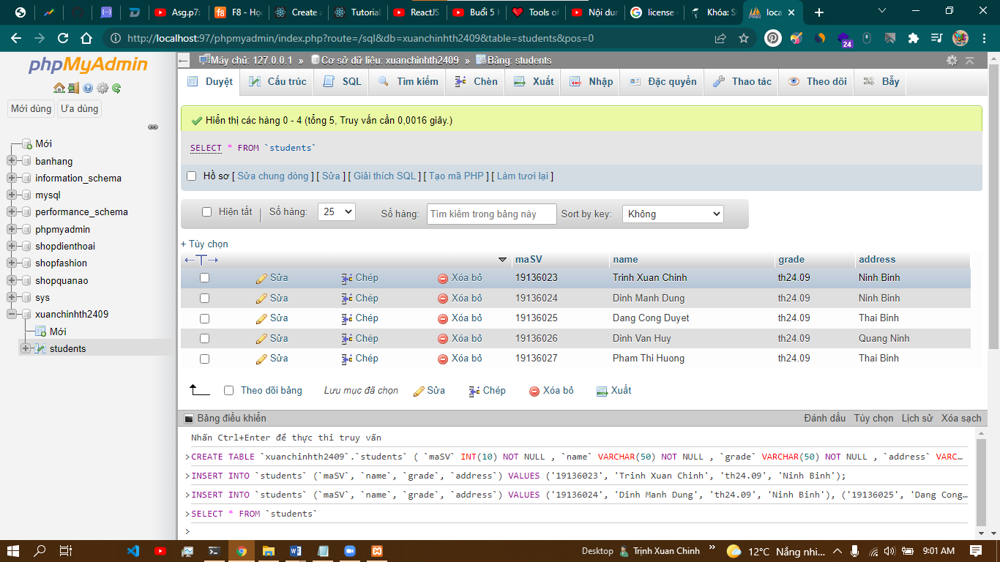 Asg.p7:
F8 - Học
Create a
Tutorial
ReactJS
Buổi 5 K
Tools of
Nội dun
license
Khóa: S
loca
http://localhost:97/phpmyadmin/index.php?route=/sql&db=xuanchinhth2409&table=students&pos=0
24
phpMyAdmin
Mới dùng
Ưa dùng
Mới
banhang
information_schema
mysql
performance_schema
phpmyadmin
shopdienthoai
shopfashion
shopquanao
sys
xuanchinhth2409
Mới
students
Máy chủ: 127.0.0.1 » Cơ sở dữ liệu: xuanchinhth2409 » Bảng: students
Duyệt Cấu trúc SQL Tìm kiếm Chèn Xuất Nhập Đặc quyền Thao tác Theo dõi Bẫy
Hiển thị các hàng 0 - 4 (tổng 5, Truy vấn cần 0,0016 giây.)
SELECT * FROM `students`
Hồ sơ [ Sửa chung dòng ] [ Sửa ] [ Giải thích SQL ] [ Tạo mã PHP ] [ Làm tươi lại ]
Hiện tất Số hàng: 25 Số hàng: Tìm kiếm trong bảng này Sort by key: Không
+ Tùy chọn
maSV name grade address
Sửa Chép Xóa bỏ 19136023 Trinh Xuan Chinh th24.09 Ninh Binh
Sửa Chép Xóa bỏ 19136024 Dinh Manh Dung th24.09 Ninh Binh
Sửa Chép Xóa bỏ 19136025 Dang Cong Duyet th24.09 Thai Binh
Sửa Chép Xóa bỏ 19136026 Dinh Van Huy th24.09 Quang Ninh
Sửa Chép Xóa bỏ 19136027 Pham Thi Huong th24.09 Thai Binh
Theo dõi bảng Lưu mục đã chọn Sửa Chép Xóa bỏ Xuất
Bảng điều khiển Đánh dấu Tùy chọn Lịch sử Xóa sạch
Nhấn Ctrl+Enter để thực thi truy vấn
>CREATE TABLE `xuanchinhth2409`.`students` ( `maSV` INT(10) NOT NULL , `name` VARCHAR(50) NOT NULL , `grade` VARCHAR(50) NOT NULL , `address` VARC…
>INSERT INTO `students` (`maSV`, `name`, `grade`, `address`) VALUES ('19136023', 'Trinh Xuan Chinh', 'th24.09', 'Ninh Binh');
>INSERT INTO `students` (`maSV`, `name`, `grade`, `address`) VALUES ('19136024', 'Dinh Manh Dung', 'th24.09', 'Ninh Binh'), ('19136025', 'Dang Cong…
>SELECT * FROM `students`
>
Desktop Trịnh Xuân Chinh » 12°C Nắng nhi... 9:01 AM